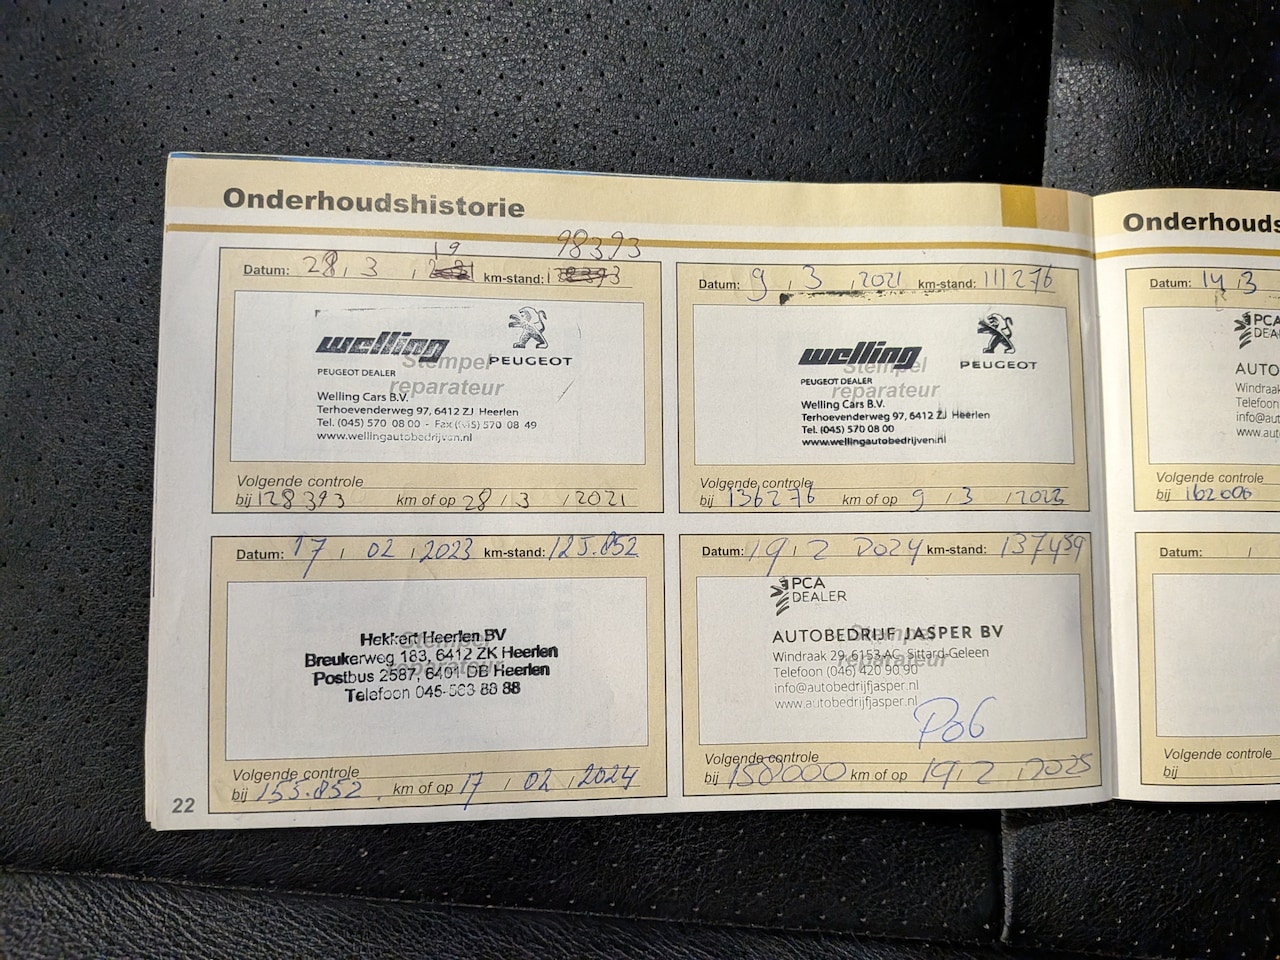 Onderhoudshistorie
19
98393
Datum: 28, 3, km-stand:
welling
PEUGEOT
PEUGEOT DEALER
Stempel
reparateur
Welling Cars B.V.
Terhoevenderweg 97, 6412 ZJ Heerlen
Tel. (045) 570 08 00 - Fax (045) 570 08 49
www.wellingautobedrijven.nl
Volgende controle
bij 128393 km of op 28 / 3 / 2021
Datum: 9 , 3 , 2021 km-stand: 111276
welling
PEUGEOT
PEUGEOT DEALER
Stempel
reparateur
Welling Cars B.V.
Terhoevenderweg 97, 6412 ZJ Heerlen
Tel. (045) 570 08 00
www.wellingautobedrijven.nl
Volgende controle
bij 136276 km of op 9 / 3 /
Datum: 17 , 02 , 2023 km-stand: 125.852
Stempel
reparateur
Hekkert Heerlen BV
Breukerweg 183, 6412 ZK Heerlen
Postbus 2587, 6401 DB Heerlen
Telefoon 045-563 88 88
Volgende controle
bij 155.852 km of op 17 , 02 , 2024
22
Datum: 19, 2 2024 km-stand: 137459
PCA
DEALER
Stempel
reparateur
AUTOBEDRIJF JASPER BV
Windraak 29, 6153 AC Sittard-Geleen
Telefoon (046) 420 90 90
info@autobedrijfjasper.nl
www.autobedrijfjasper.nl
Volgende controle
bij 150000 km of op 19, 2 , 2025
Onderhouds
Datum: 14, 3
PCA
DEA
AUTO
Windraak
Telefoon
info@aut
www.aut
Volgende controle
bij 162606
Datum:
Volgende controle
bij